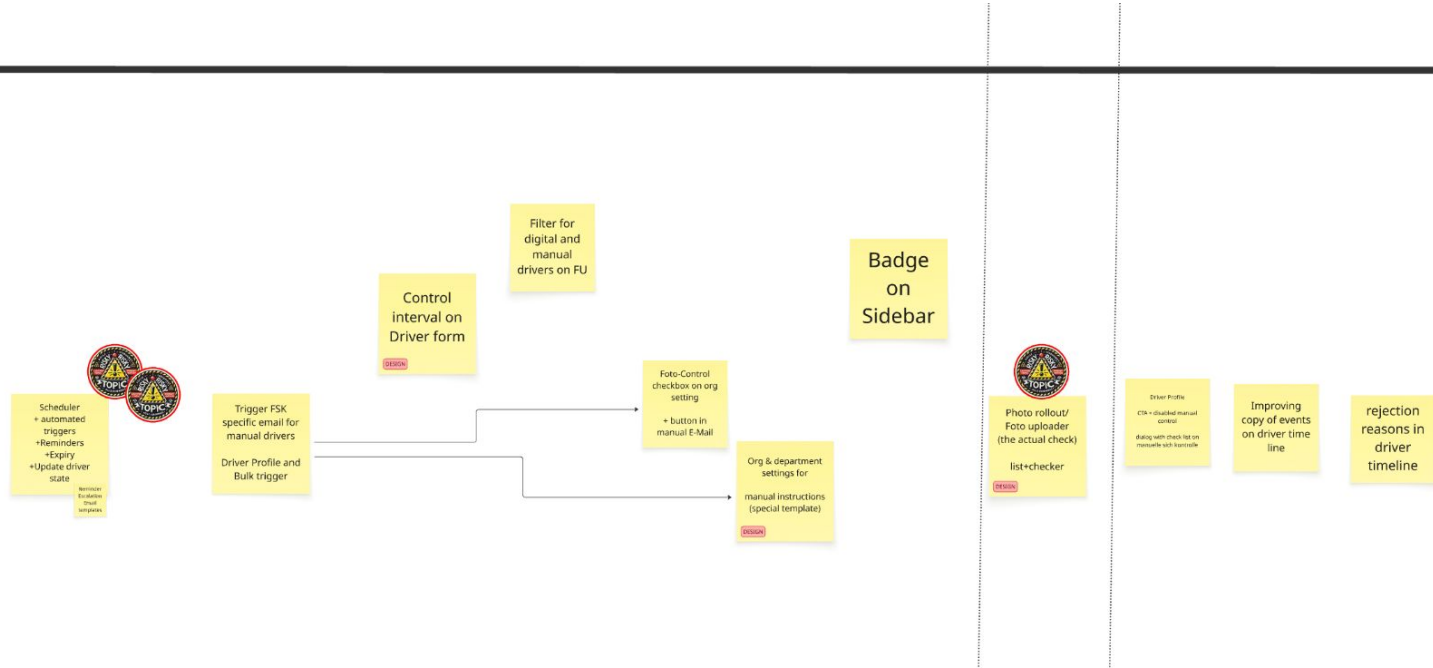 Filter for
digital and
manual
drivers on FU
Badge
on
Sidebar
Control
interval on
Driver form
DESIGN
RISKY
TOPIC
TOPIC
RISKY
TOPIC
Foto-Control
checkbox on org
setting
+ button in
manual E-Mail
Scheduler
+ automated
triggers
+Reminders
+Expiry
+Update driver
state
Reminder
Escalation
Email
templates
Trigger FSK
specific email for
manual drivers
Driver Profile and
Bulk trigger
Org & department
settings for
manual instructions
(special template)
DESIGN
Photo rollout/
Foto uploader
(the actual check)
list+checker
DESIGN
Driver Profile
CTA + disabled manual
control
dialog with check list on
manuelle sich kontrolle
Improving
copy of events
on driver time
line
rejection
reasons in
driver
timeline